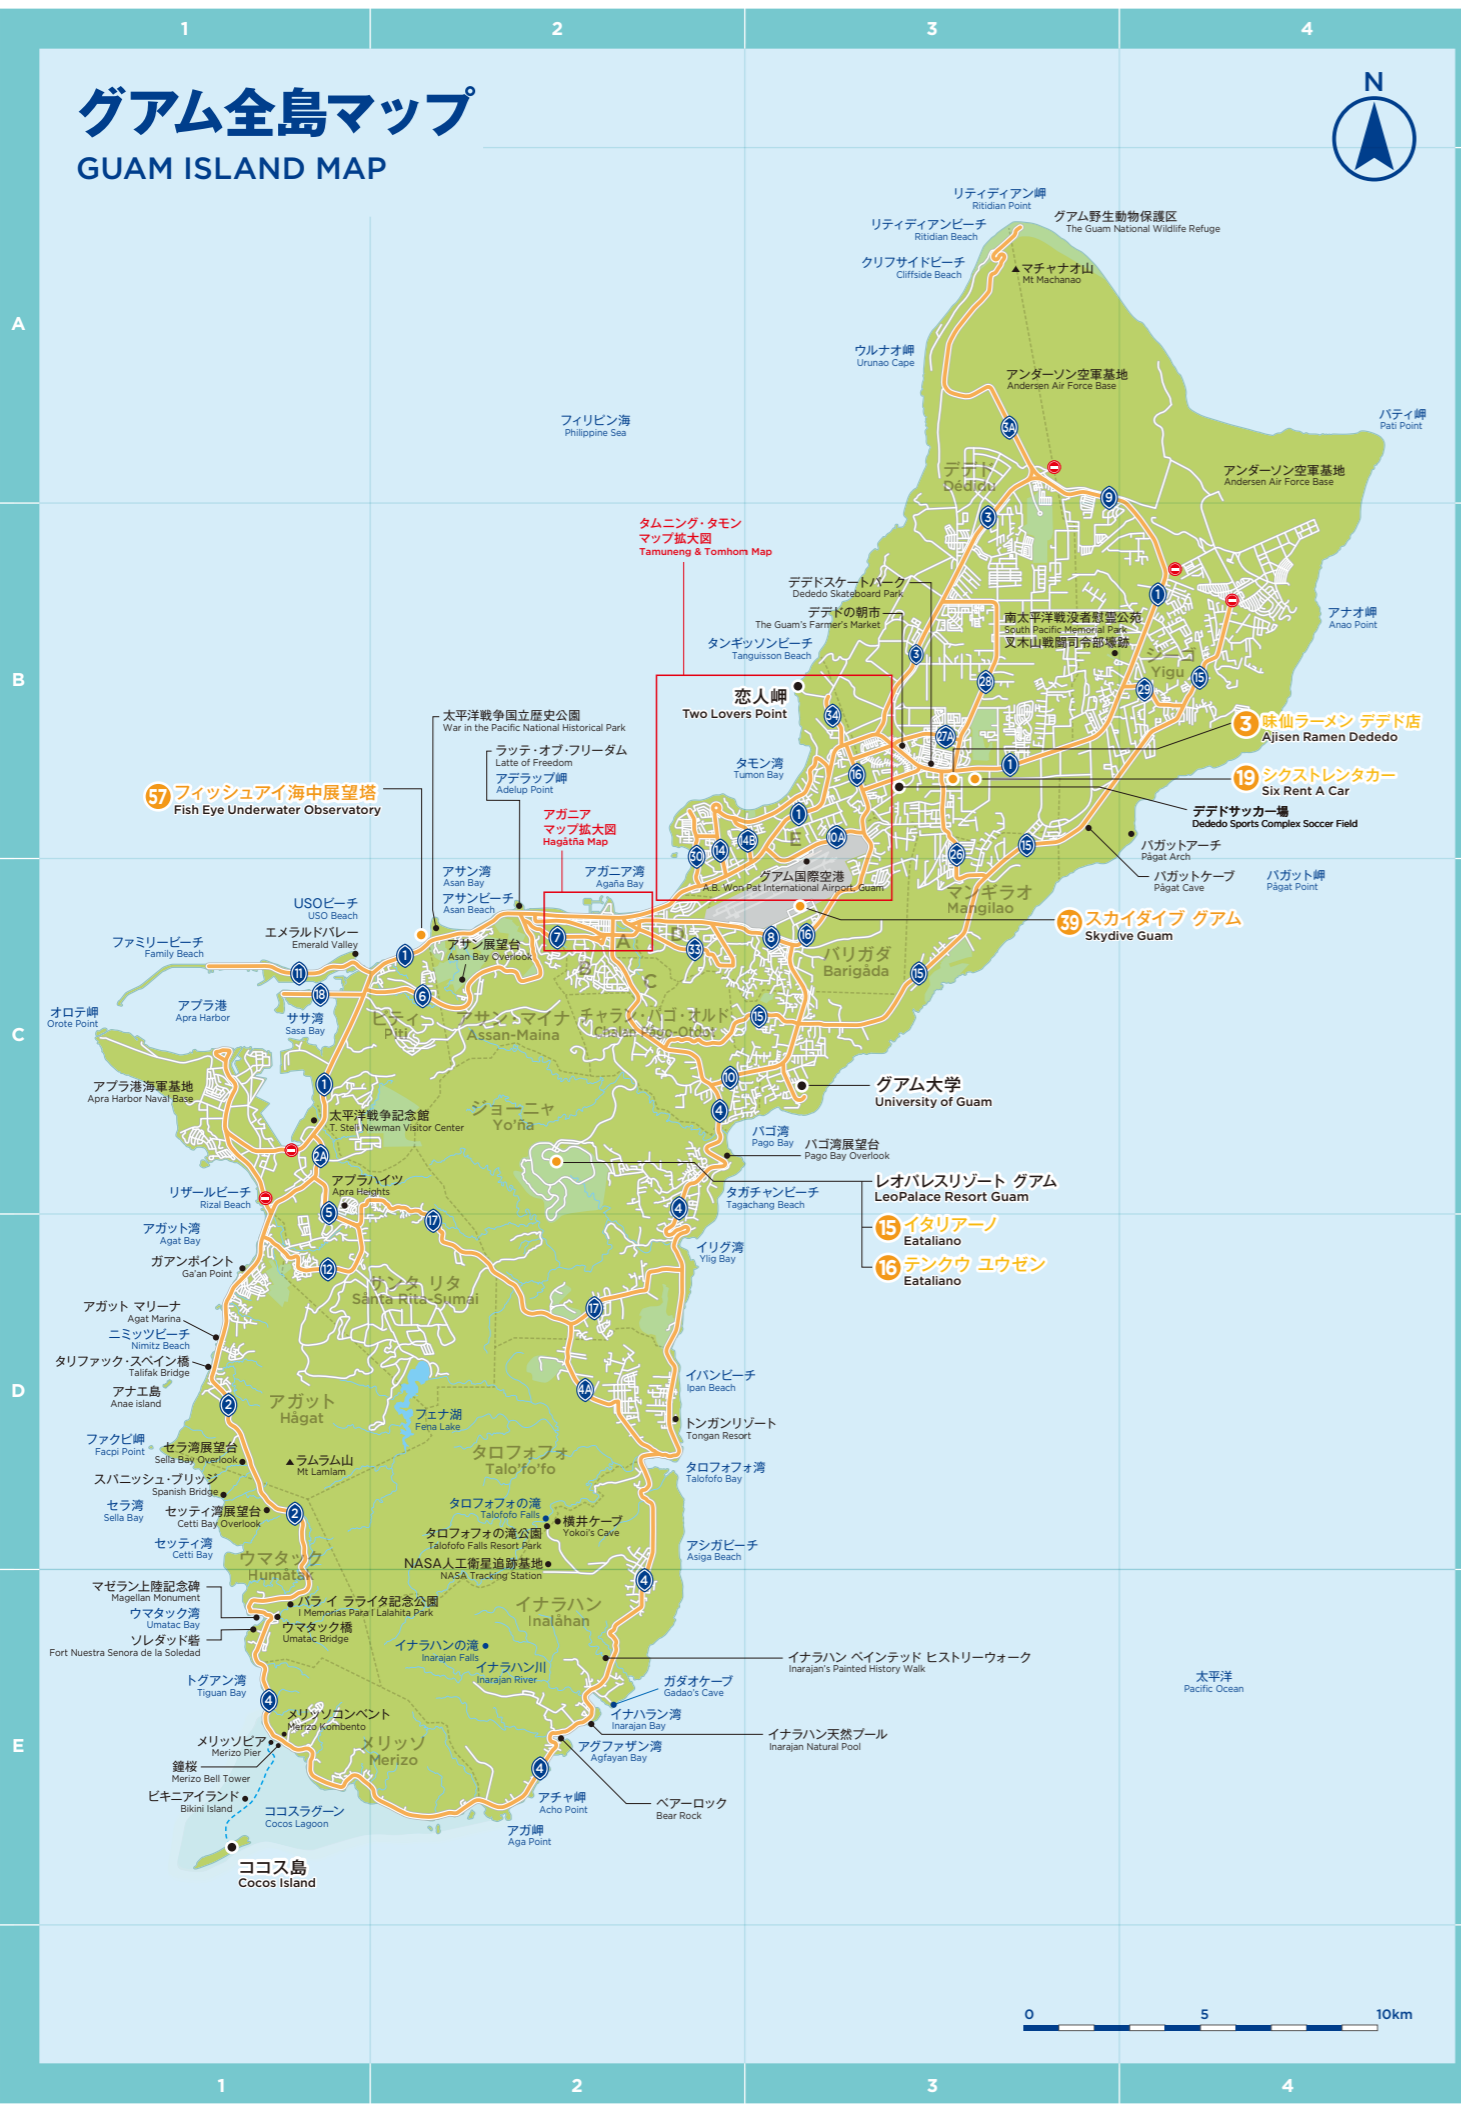 1
2
3
4
グアム全島マップ
GUAM ISLAND MAP
N
A
B
C
D
E
リティディアン岬
Ritidian Point
リティディアンビーチ
Ritidian Beach
グアム野生動物保護区
The Guam National Wildlife Refuge
クリフサイドビーチ
Cliffside Beach
マチャナオ山
Mt Machanao
ウルナオ岬
Urunao Cape
アンダーソン空軍基地
Andersen Air Force Base
フィリピン海
Philippine Sea
パティ岬
Pati Point
3A
デデド
Dédidu
アンダーソン空軍基地
Andersen Air Force Base
9
3
タムニング・タモン
マップ拡大図
Tamuneng & Tomhom Map
デデドスケートパーク
Dededo Skateboard Park
1
デデドの朝市
The Guam's Farmer's Market
南太平洋戦没者慰霊公苑
South Pacific Memorial Park
叉木山戦闘司令部壕跡
アナオ岬
Anao Point
タンギッソンビーチ
Tanguisson Beach
3
ジーゴ
Yigu
28
29
15
恋人岬
Two Lovers Point
34
太平洋戦争国立歴史公園
War in the Pacific National Historical Park
ラッテ・オブ・フリーダム
Latte of Freedom
アデラップ岬
Adelup Point
27A
3 味仙ラーメン デデド店
Ajisen Ramen Dededo
タモン湾
Tumon Bay
16
1
19 シクストレンタカー
Six Rent A Car
57 フィッシュアイ海中展望塔
Fish Eye Underwater Observatory
アガニア
マップ拡大図
Hagåtña Map
1
デデドサッカー場
Dededo Sports Complex Soccer Field
E
10A
14B
14
30
26
15
パガットアーチ
Pågat Arch
アサン湾
Asan Bay
アガニア湾
Agaña Bay
グアム国際空港
A.B. Won Pat International Airport, Guam
パガットケーブ
Pågat Cave
パガット岬
Pågat Point
USOビーチ
USO Beach
アサンビーチ
Asan Beach
マンギラオ
Mangilao
39 スカイダイブ グアム
Skydive Guam
エメラルドバレー
Emerald Valley
ファミリービーチ
Family Beach
アサン展望台
Asan Bay Overlook
7
A
D
33
8
16
バリガダ
Barigåda
1
11
B
C
15
18
6
オロテ岬
Orote Point
アプラ港
Apra Harbor
ササ湾
Sasa Bay
ピティ
Piti
アサン・マイナ
Assan-Maina
チャラン・パゴ・オルド
Chalan Pågo-Otdot
15
アプラ港海軍基地
Apra Harbor Naval Base
1
10
グアム大学
University of Guam
太平洋戦争記念館
T. Stell Newman Visitor Center
ジョーニャ
Yo'ña
4
パゴ湾
Pago Bay
パゴ湾展望台
Pago Bay Overlook
2A
アプラハイツ
Apra Heights
リザールビーチ
Rizal Beach
タガチャンビーチ
Tagachang Beach
レオパレスリゾート グアム
LeoPalace Resort Guam
5
17
4
15 イタリアーノ
Eataliano
アガット湾
Agat Bay
ガアンポイント
Ga'an Point
イリグ湾
Ylig Bay
16 テンクウ ユウゼン
Eataliano
12
サンタ リタ
Sånta Rita-Sumai
アガット マリーナ
Agat Marina
17
ニミッツビーチ
Nimitz Beach
タリファック・スペイン橋
Talifak Bridge
アナエ島
Anae island
2
アガット
Hågat
4A
イパンビーチ
Ipan Beach
フェナ湖
Fena Lake
トンガンリゾート
Tongan Resort
ファクピ岬
Facpi Point
セラ湾展望台
Sella Bay Overlook
ラムラム山
Mt Lamlam
タロフォフォ
Talo'fo'fo
タロフォフォ湾
Talofofo Bay
スパニッシュ・ブリッジ
Spanish Bridge
セラ湾
Sella Bay
セッティ湾展望台
Cetti Bay Overlook
2
タロフォフォの滝
Talofofo Falls
横井ケーブ
Yokoi's Cave
タロフォフォの滝公園
Talofofo Falls Resort Park
セッティ湾
Cetti Bay
アシガビーチ
Asiga Beach
ウマタック
Humåtak
NASA人工衛星追跡基地
NASA Tracking Station
4
マゼラン上陸記念碑
Magellan Monument
パラ イ ラライタ記念公園
I Memorias Para I Lalahita Park
ウマタック湾
Umatac Bay
ウマタック橋
Umatac Bridge
イナラハン
Inalåhan
ソレダッド砦
Fort Nuestra Senora de la Soledad
イナラハンの滝
Inarajan Falls
イナラハン ペインテッド ヒストリーウォーク
Inarajan's Painted History Walk
イナラハン川
Inarajan River
トグアン湾
Tiguan Bay
ガダオケーブ
Gadao's Cave
太平洋
Pacific Ocean
4
メリッソコンベント
Merizo Kombento
イナハラン湾
Inarajan Bay
メリッソピア
Merizo Pier
メリッソ
Merizo
イナラハン天然プール
Inarajan Natural Pool
アグファザン湾
Agfayan Bay
鐘桜
Merizo Bell Tower
4
ビキニアイランド
Bikini Island
アチャ岬
Acho Point
ベアーロック
Bear Rock
ココスラグーン
Cocos Lagoon
アガ岬
Aga Point
ココス島
Cocos Island
0
5
10km
1
2
3
4